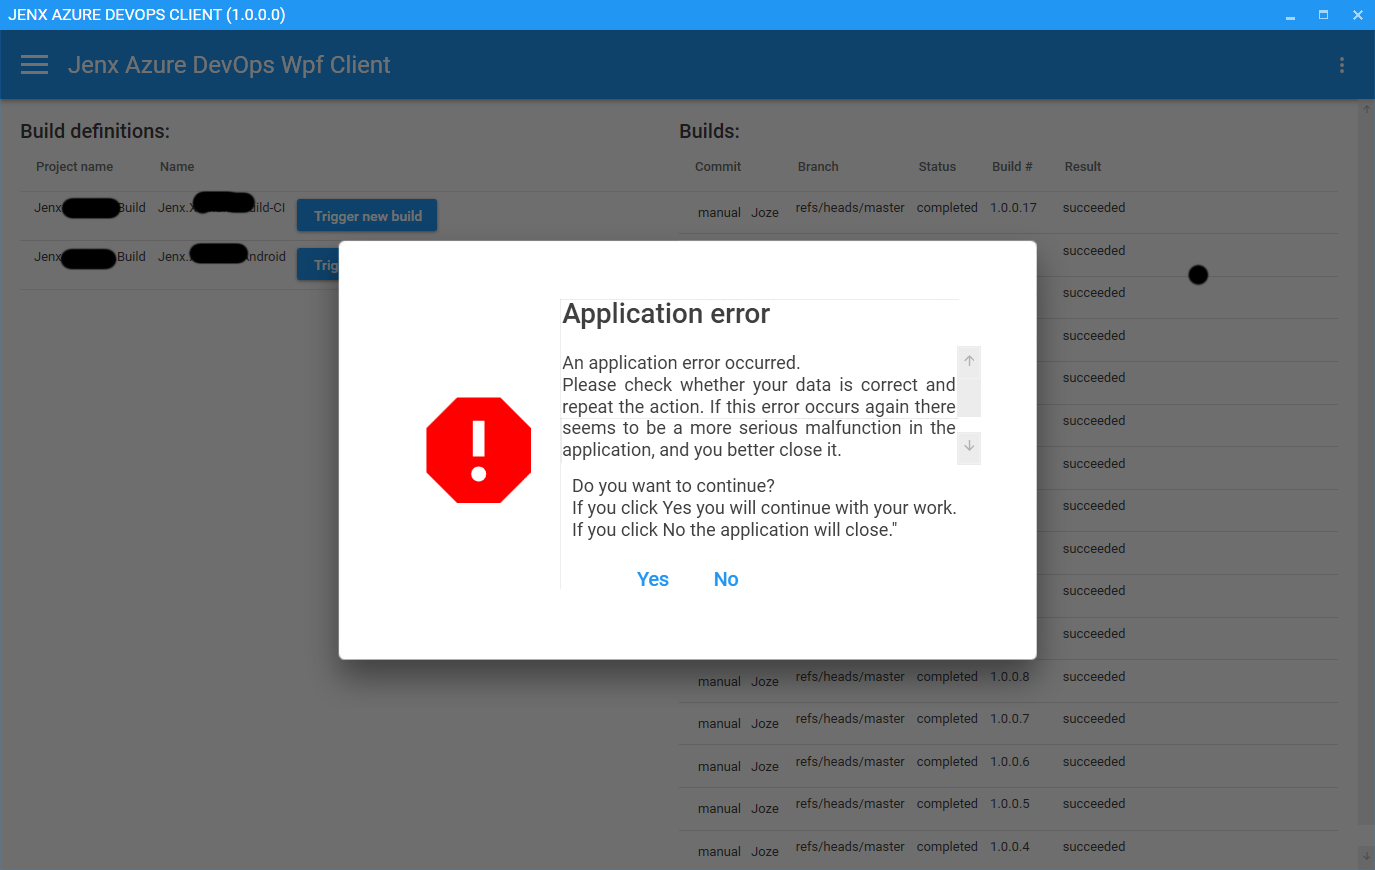 JENX AZURE DEVOPS CLIENT (1.0.0.0)
Jenx Azure DevOps Wpf Client
Build definitions:
Project name Name
Jenx Build Jenx. ild-CI Trigger new build
Jenx Build Jenx. ndroid Trig
Builds:
Commit Branch Status Build # Result
manual Joze refs/heads/master completed 1.0.0.17 succeeded
succeeded
succeeded
succeeded
succeeded
succeeded
succeeded
succeeded
succeeded
succeeded
succeeded
manual Joze refs/heads/master completed 1.0.0.8 succeeded
manual Joze refs/heads/master completed 1.0.0.7 succeeded
manual Joze refs/heads/master completed 1.0.0.6 succeeded
manual Joze refs/heads/master completed 1.0.0.5 succeeded
manual Joze refs/heads/master completed 1.0.0.4 succeeded
Application error
An application error occurred.
Please check whether your data is correct and
repeat the action. If this error occurs again there
seems to be a more serious malfunction in the
application, and you better close it.
Do you want to continue?
If you click Yes you will continue with your work.
If you click No the application will close."
Yes No